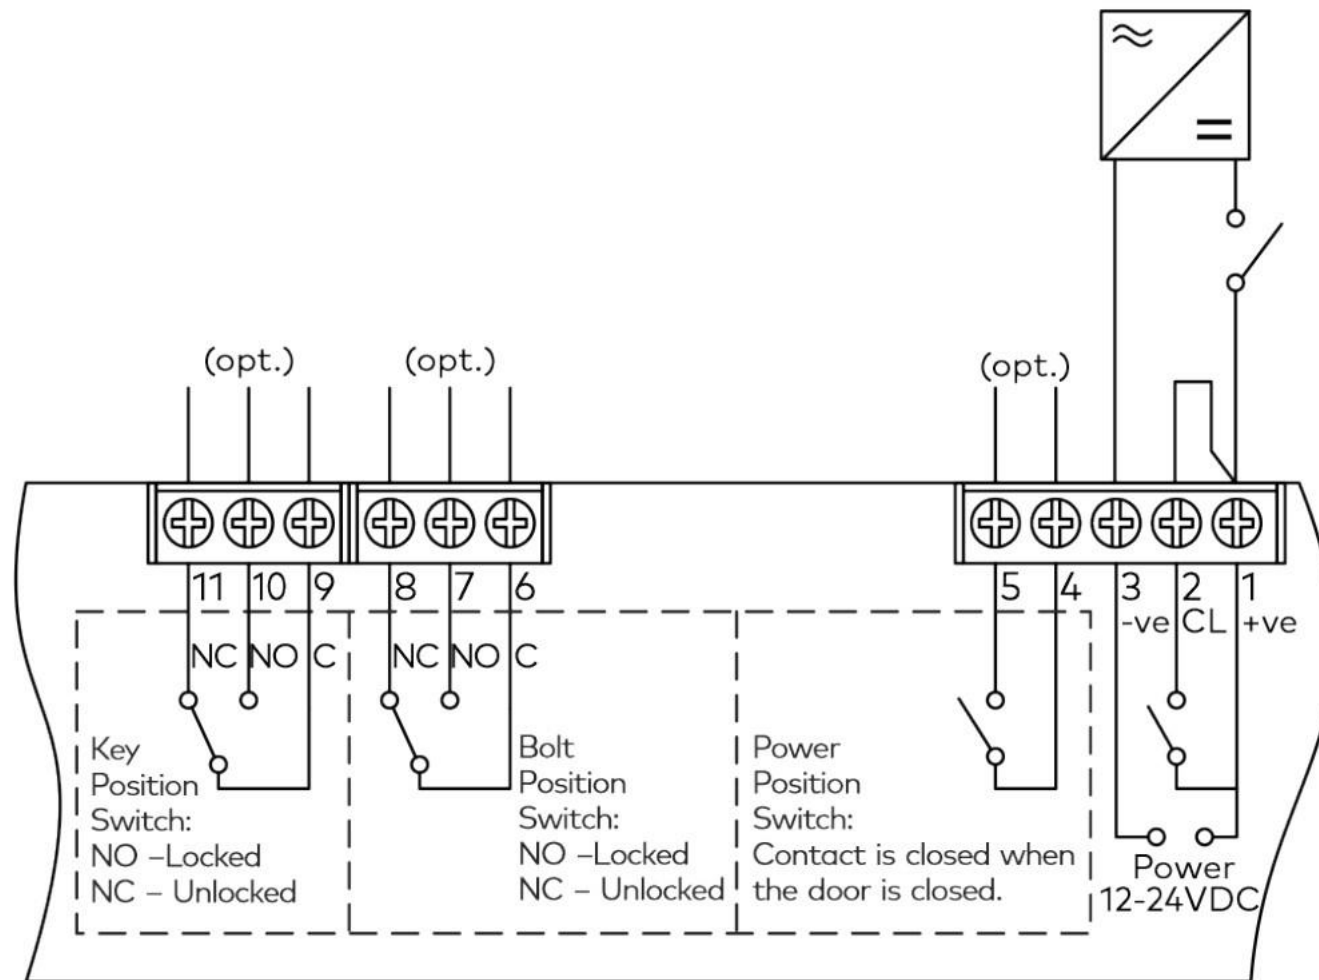 (opt.) (opt.) (opt.)
11 10 9 8 7 6 5 4 3 2 1
-ve CL +ve
NC NO C NC NO C
Key
Position
Switch:
NO –Locked
NC – Unlocked
Bolt
Position
Switch:
NO –Locked
NC – Unlocked
Power
Position
Switch:
Contact is closed when
the door is closed.
Power
12-24VDC